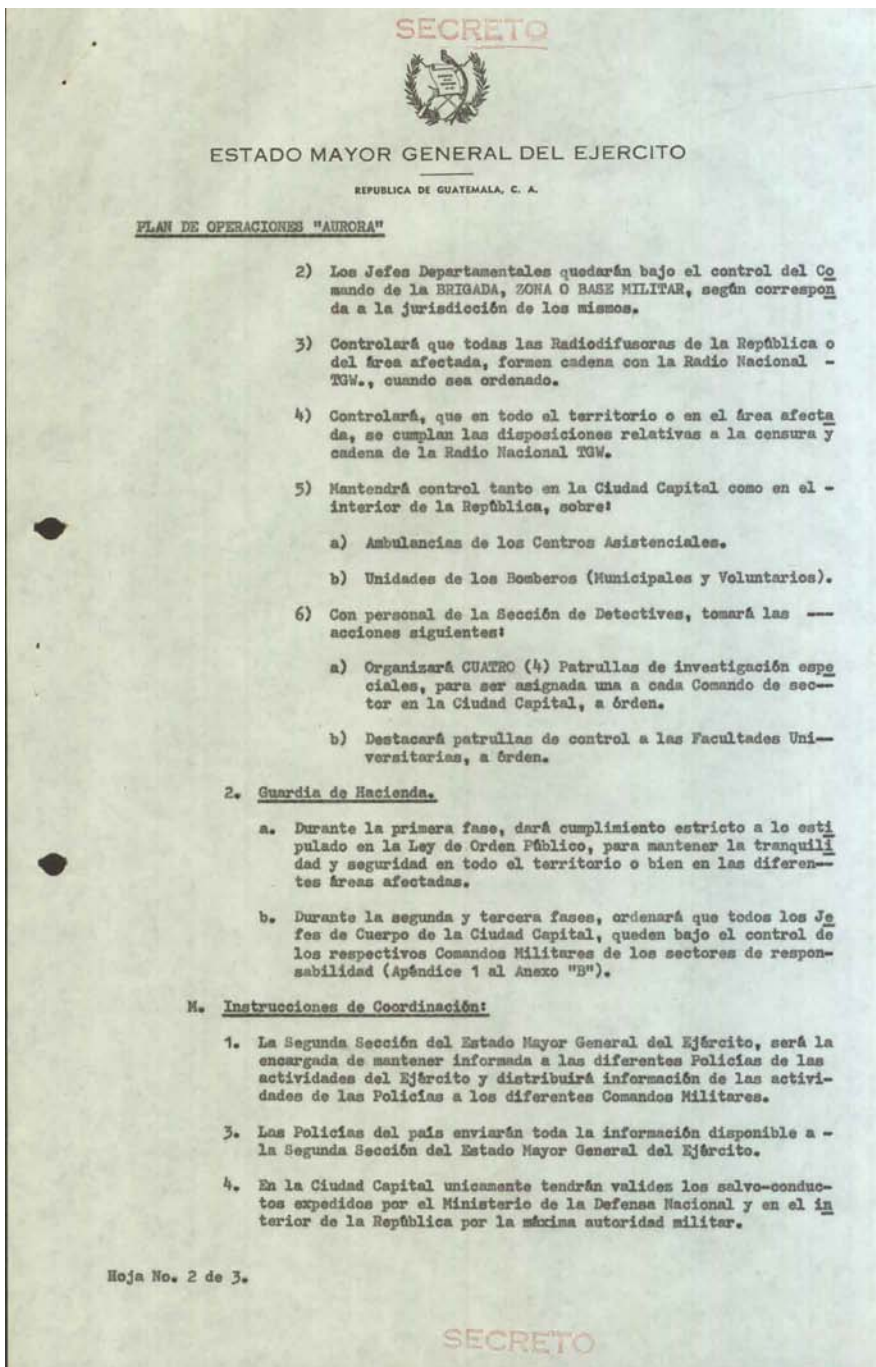 SECRETO
ESTADO MAYOR GENERAL DEL EJERCITO
REPUBLICA DE GUATEMALA, C. A.
PLAN DE OPERACIONES "AURORA"
2) Los Jefes Departamentales quedarán bajo el control del Co
mando de la BRIGADA, ZONA O BASE MILITAR, según correspon
da a la jurisdicción de los mismos.
3) Controlará que todas las Radiodifusoras de la República o
del área afectada, formen cadena con la Radio Nacional -
TGW., cuando sea ordenado.
4) Controlará, que en todo el territorio o en el área afecta
da, se cumplan las disposiciones relativas a la censura y
cadena de la Radio Nacional TGW.
5) Mantendrá control tanto en la Ciudad Capital como en el -
interior de la República, sobre:
a) Ambulancias de los Centros Asistenciales.
b) Unidades de los Bomberos (Municipales y Voluntarios).
6) Con personal de la Sección de Detectives, tomará las ---
acciones siguientes:
a) Organizará CUATRO (4) Patrullas de investigación espe
ciales, para ser asignada una a cada Comando de sec--
tor en la Ciudad Capital, a órden.
b) Destacará patrullas de control a las Facultades Uni--
versitarias, a órden.
2. Guardia de Hacienda.
a. Durante la primera fase, dará cumplimiento estricto a lo esti
pulado en la Ley de Orden Público, para mantener la tranquili
dad y seguridad en todo el territorio o bien en las diferen--
tes áreas afectadas.
b. Durante la segunda y tercera fases, ordenará que todos los Je
fes de Cuerpo de la Ciudad Capital, queden bajo el control de
los respectivos Comandos Militares de los sectores de respon-
sabilidad (Apéndice 1 al Anexo "B").
M. Instrucciones de Coordinación:
1. La Segunda Sección del Estado Mayor General del Ejército, será la
encargada de mantener informada a las diferentes Policías de las
actividades del Ejército y distribuirá información de las activi-
dades de las Policías a los diferentes Comandos Militares.
3. Las Policías del país enviarán toda la información disponible a -
la Segunda Sección del Estado Mayor General del Ejército.
4. En la Ciudad Capital unicamente tendrán validez los salvo-conduc-
tos expedidos por el Ministerio de la Defensa Nacional y en el in
terior de la República por la máxima autoridad militar.
Hoja No. 2 de 3.
SECRETO